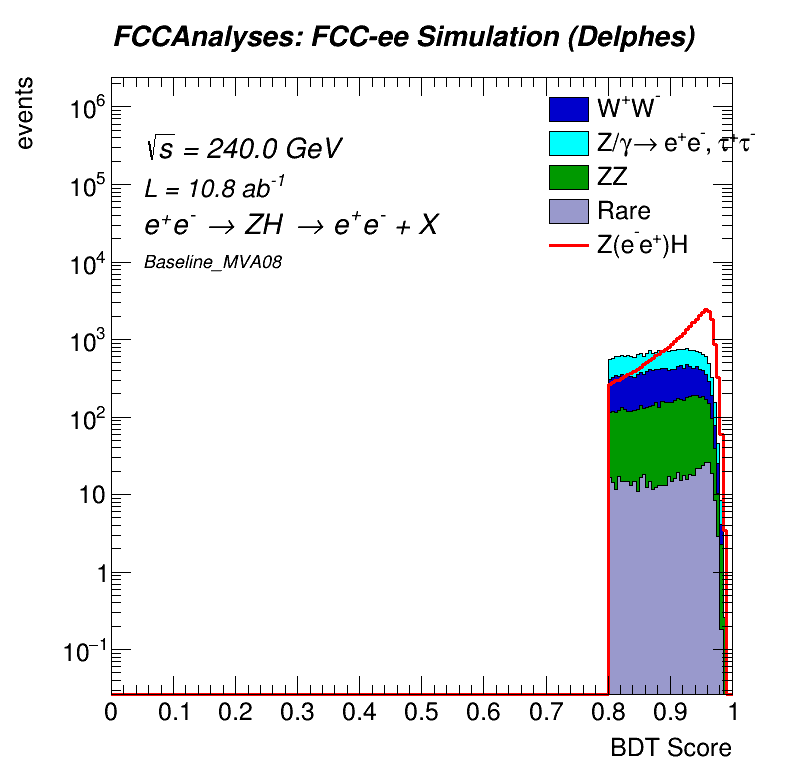 FCCAnalyses: FCC-ee Simulation (Delphes)
events
10⁶
10⁵
10⁴
10³
10²
10
1
10⁻¹
√s = 240.0 GeV
L = 10.8 ab⁻¹
e⁺e⁻ → ZH → e⁺e⁻ + X
Baseline_MVA08
W⁺W⁻
Z/γ→ e⁺e⁻, τ⁺τ⁻
ZZ
Rare
Z(e⁻e⁺)H
0 0.1 0.2 0.3 0.4 0.5 0.6 0.7 0.8 0.9 1
BDT Score